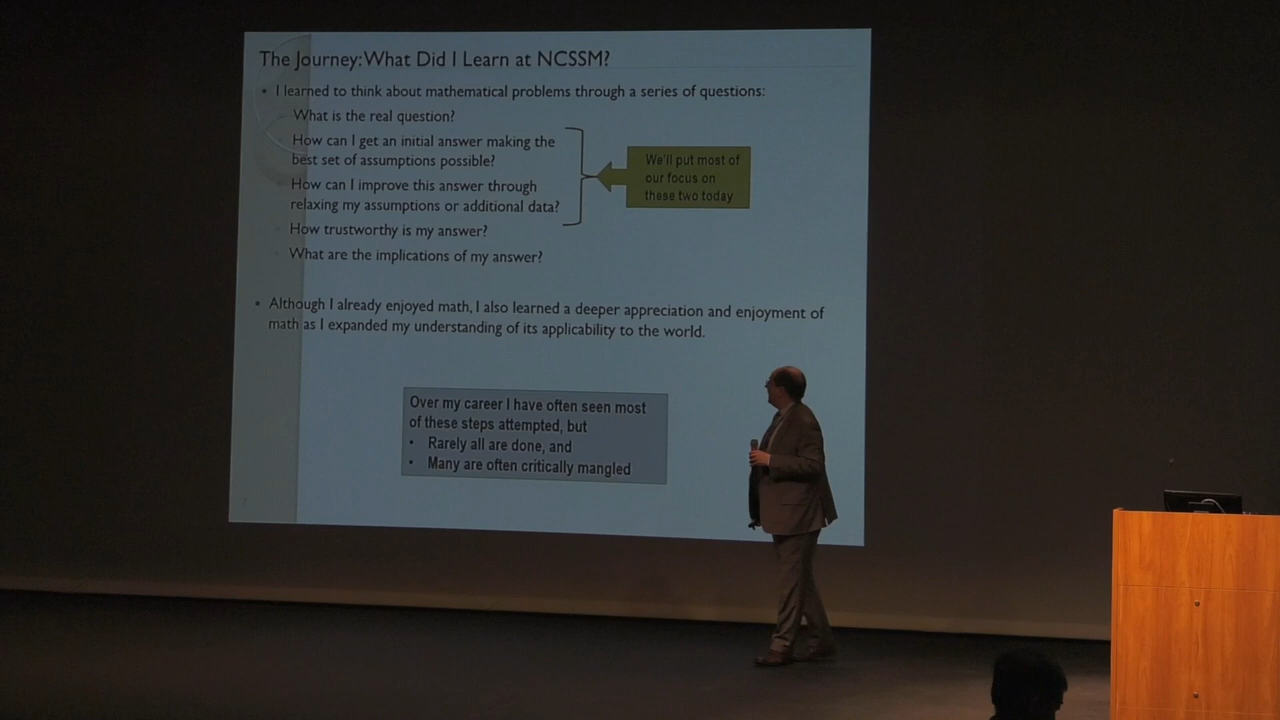 The Journey: What Did I Learn at NCSSM?
• I learned to think about mathematical problems through a series of questions:
What is the real question?
How can I get an initial answer making the
best set of assumptions possible?
How can I improve this answer through
relaxing my assumptions or additional data?
How trustworthy is my answer?
What are the implications of my answer?
We'll put most of
our focus on
these two today
• Although I already enjoyed math, I also learned a deeper appreciation and enjoyment of
math as I expanded my understanding of its applicability to the world.
Over my career I have often seen most
of these steps attempted, but
• Rarely all are done, and
• Many are often critically mangled